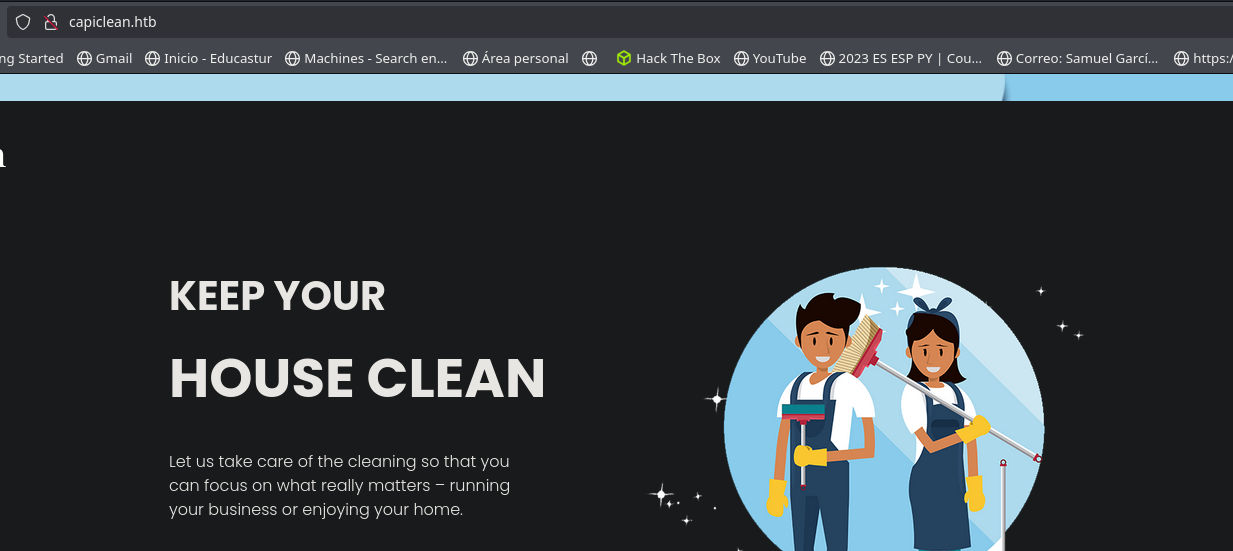 capiclean.htb
ng Started Gmail Inicio - Educastur Machines - Search en... Área personal Hack The Box YouTube 2023 ES ESP PY | Cou... Correo: Samuel Garcí... https:/
KEEP YOUR
HOUSE CLEAN
Let us take care of the cleaning so that you
can focus on what really matters – running
your business or enjoying your home.